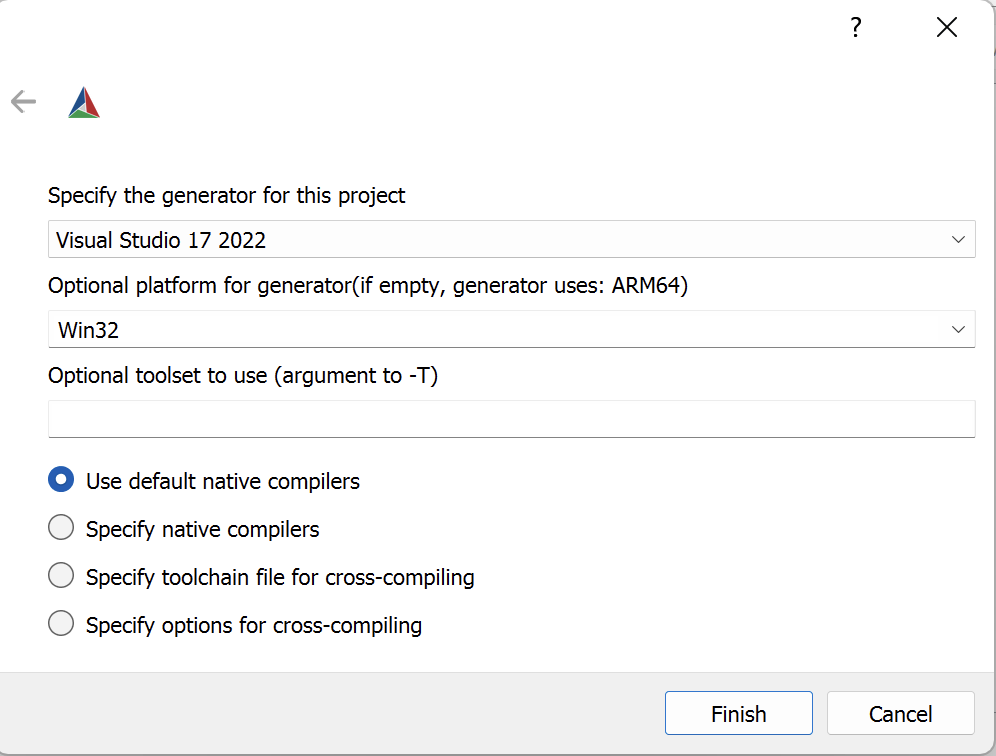 ?
Specify the generator for this project
Visual Studio 17 2022
Optional platform for generator(if empty, generator uses: ARM64)
Win32
Optional toolset to use (argument to -T)
Use default native compilers
Specify native compilers
Specify toolchain file for cross-compiling
Specify options for cross-compiling
Finish
Cancel